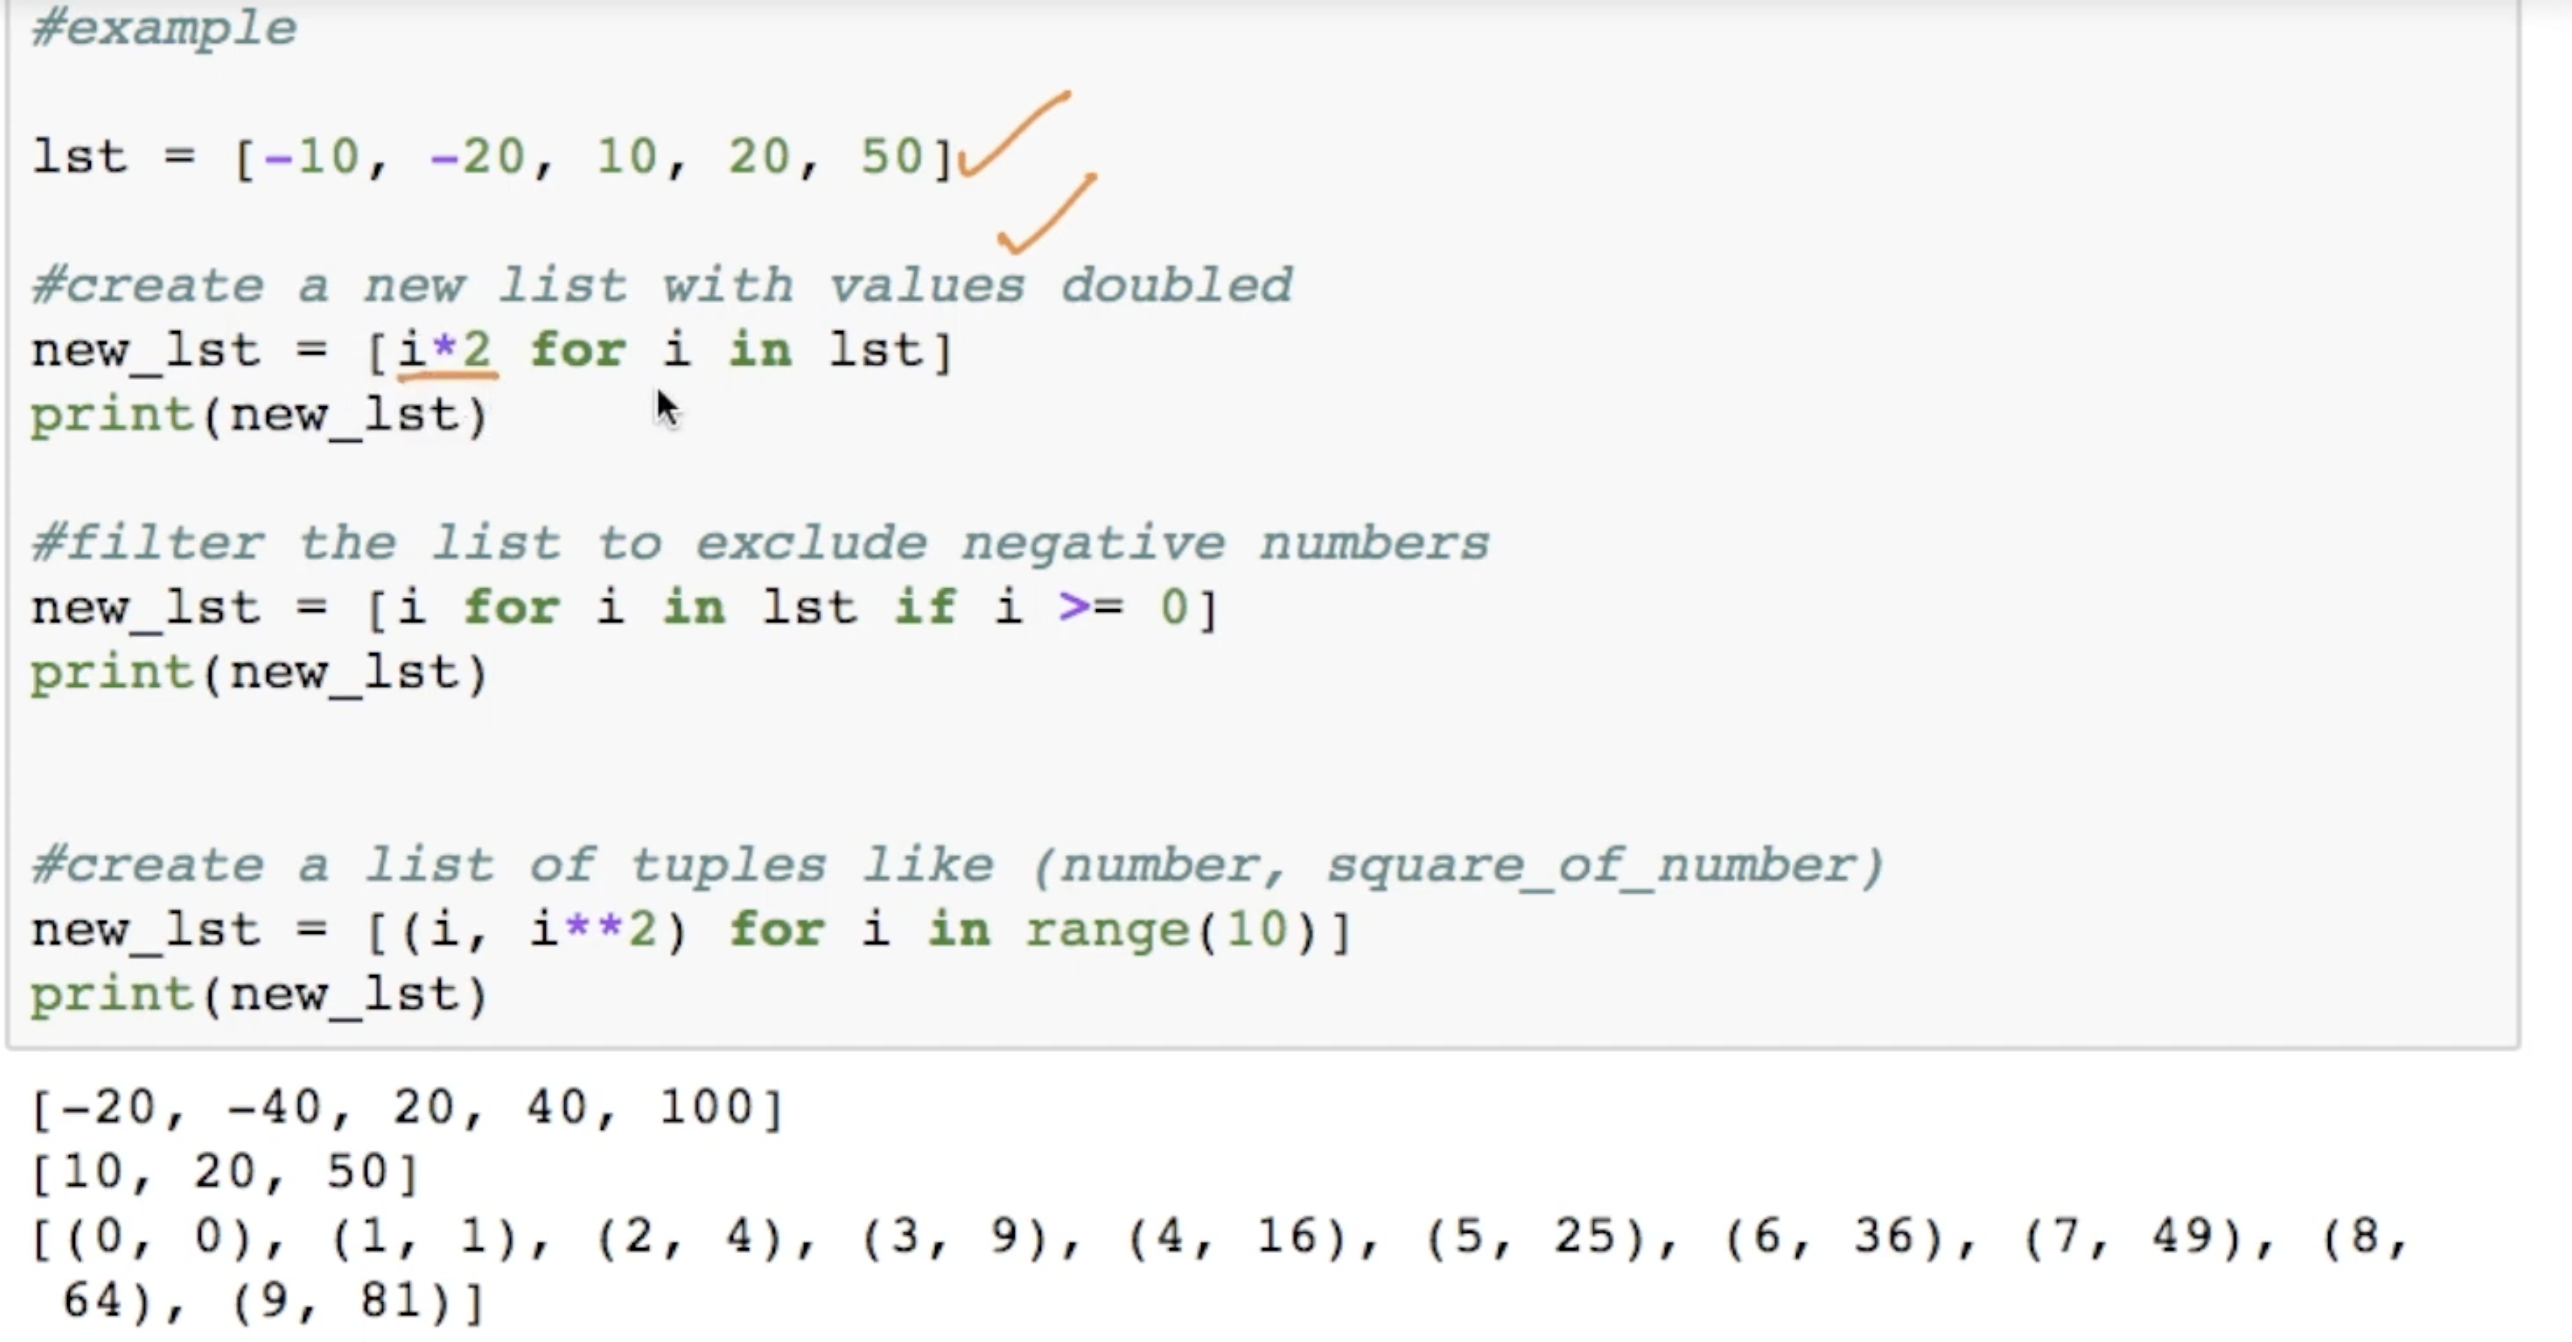 #example
lst = [-10, -20, 10, 20, 50]
#create a new list with values doubled
new_lst = [i*2 for i in lst]
print(new_lst)
#filter the list to exclude negative numbers
new_lst = [i for i in lst if i >= 0]
print(new_lst)
#create a list of tuples like (number, square_of_number)
new_lst = [(i, i**2) for i in range(10)]
print(new_lst)
[-20, -40, 20, 40, 100]
[10, 20, 50]
[(0, 0), (1, 1), (2, 4), (3, 9), (4, 16), (5, 25), (6, 36), (7, 49), (8,
64), (9, 81)]